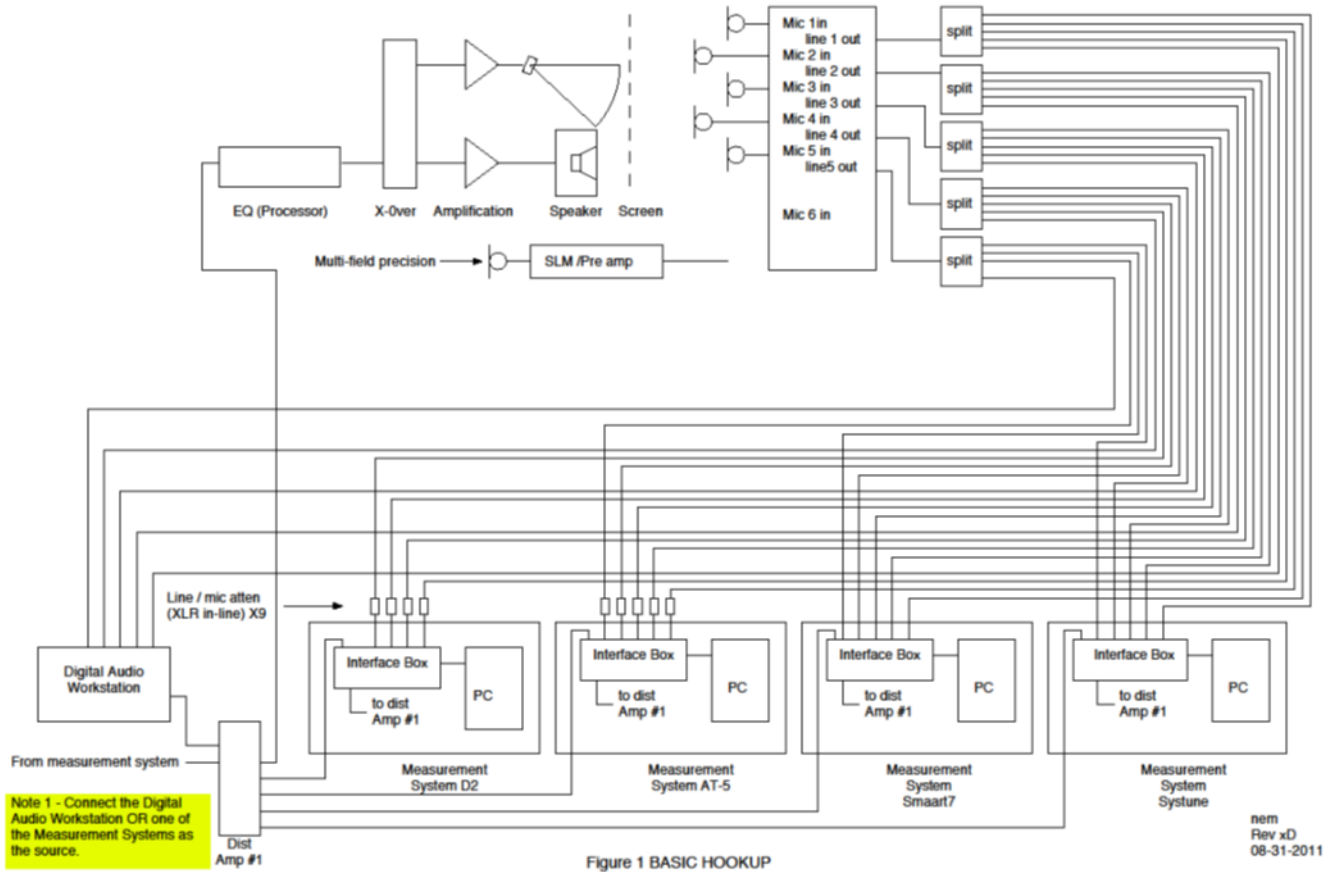 Mic 1in
line 1 out
Mic 2 in
line 2 out
Mic 3 in
line 3 out
Mic 4 in
line 4 out
Mic 5 in
line5 out
Mic 6 in
split
split
split
split
split
EQ (Processor)
X-0ver
Amplification
Speaker
Screen
Multi-field precision
SLM /Pre amp
Line / mic atten
(XLR in-line) X9
Digital Audio
Workstation
From measurement system
Note 1 - Connect the Digital
Audio Workstation OR one of
the Measurement Systems as
the source.
Dist
Amp #1
Interface Box
PC
to dist
Amp #1
Measurement
System D2
Interface Box
PC
to dist
Amp #1
Measurement
System AT-5
Interface Box
PC
to dist
Amp #1
Measurement
System
Smaart7
Interface Box
PC
to dist
Amp #1
Measurement
System
Systune
nem
Rev xD
08-31-2011
Figure 1 BASIC HOOKUP